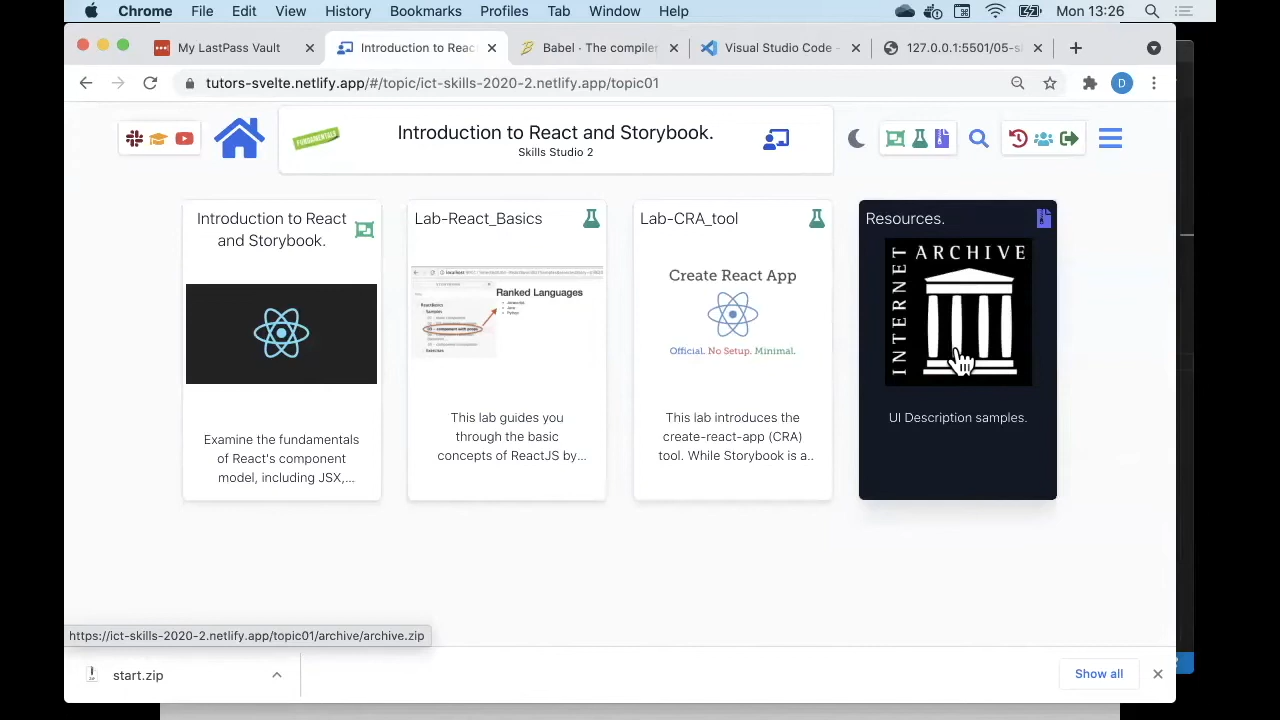 Chrome File Edit View History Bookmarks Profiles Tab Window Help Mon 13:26
My LastPass Vault Introduction to Reac Babel · The compiler Visual Studio Code - 127.0.0.1:5501/05-s
tutors-svelte.netlify.app/#/topic/ict-skills-2020-2.netlify.app/topic01 D
FUNDAMENTALS
Introduction to React and Storybook.
Skills Studio 2
Introduction to React
and Storybook.
Examine the fundamentals
of React's component
model, including JSX,...
Lab-React_Basics
Ranked Languages
This lab guides you
through the basic
concepts of ReactJS by...
Lab-CRA_tool
Create React App
Official. No Setup. Minimal.
This lab introduces the
create-react-app (CRA)
tool. While Storybook is a..
Resources.
INTERNET ARCHIVE
UI Description samples.
https://ict-skills-2020-2.netlify.app/topic01/archive/archive.zip
start.zip
Show all